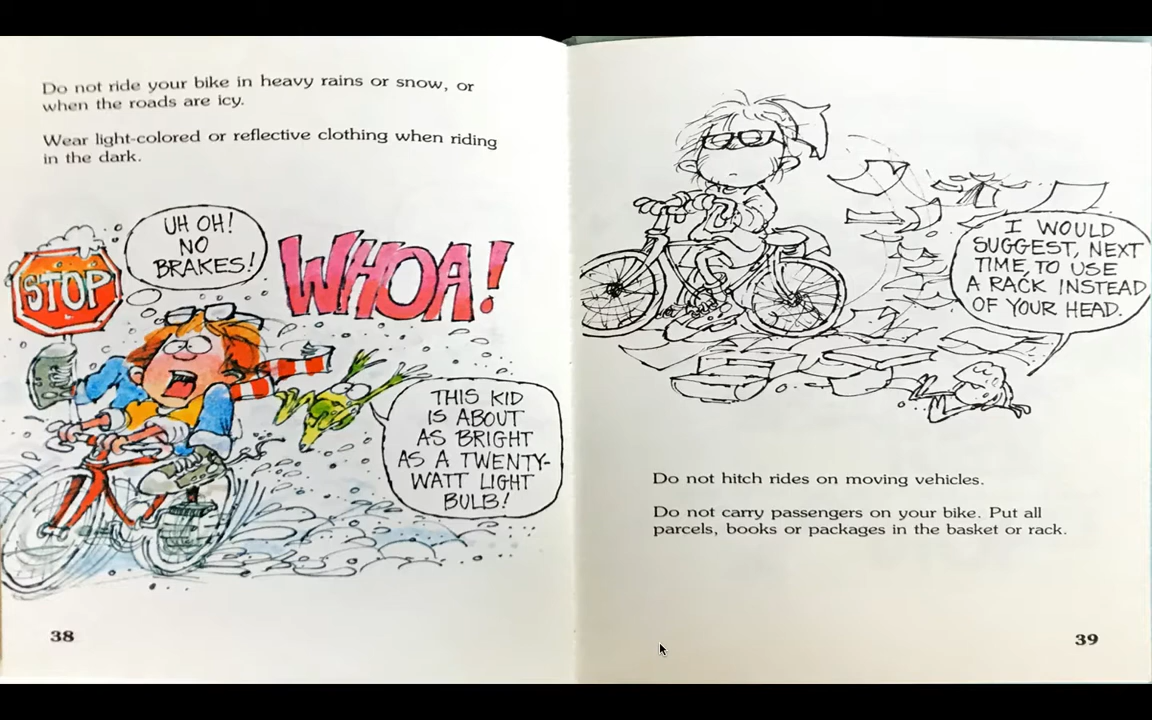 Do not ride your bike in heavy rains or snow, or
when the roads are icy.
Wear light-colored or reflective clothing when riding
in the dark.
STOP
UH OH!
NO
BRAKES!
WHOA!
THIS KID
IS ABOUT
AS BRIGHT
AS A TWENTY-
WATT LIGHT
BULB!
38
I WOULD
SUGGEST, NEXT
TIME, TO USE
A RACK INSTEAD
OF YOUR HEAD.
Do not hitch rides on moving vehicles.
Do not carry passengers on your bike. Put all
parcels, books or packages in the basket or rack.
39